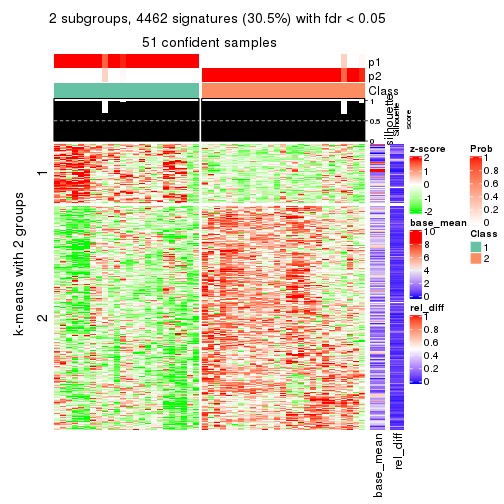 2 subgroups, 4462 signatures (30.5%) with fdr < 0.05
51 confident samples
p1
p2
Class
silhouette
Silhouette
score
1
0.5
0
k-means with 2 groups
1
2
base_mean
rel_diff
z-score
2
1
0
-1
-2
base_mean
10
8
6
4
2
0
rel_diff
1
0.8
0.6
0.4
0.2
0
Prob
1
0.8
0.6
0.4
0.2
0
Class
1
2